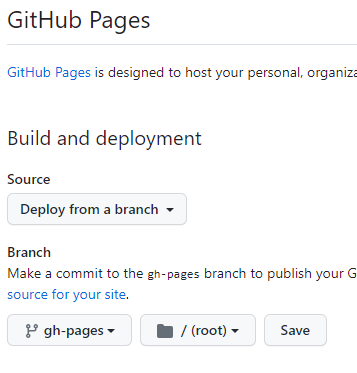 GitHub Pages
GitHub Pages is designed to host your personal, organiza
Build and deployment
Source
Deploy from a branch
Branch
Make a commit to the gh-pages branch to publish your G
source for your site.
gh-pages / (root) Save